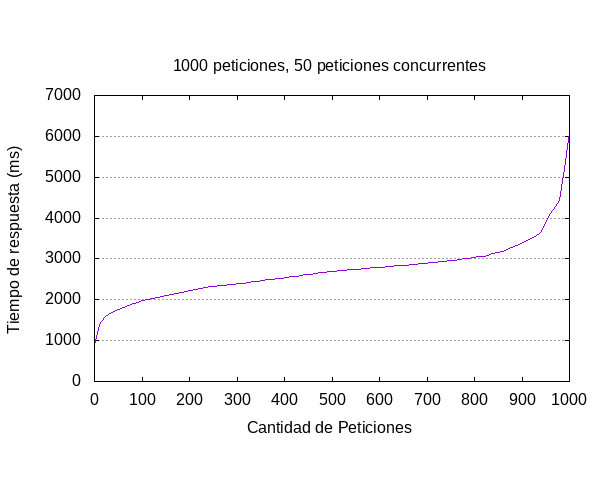 1000 peticiones, 50 peticiones concurrentes
7000
6000
5000
4000
3000
2000
1000
0
Tiempo de respuesta (ms)
0 100 200 300 400 500 600 700 800 900 1000
Cantidad de Peticiones